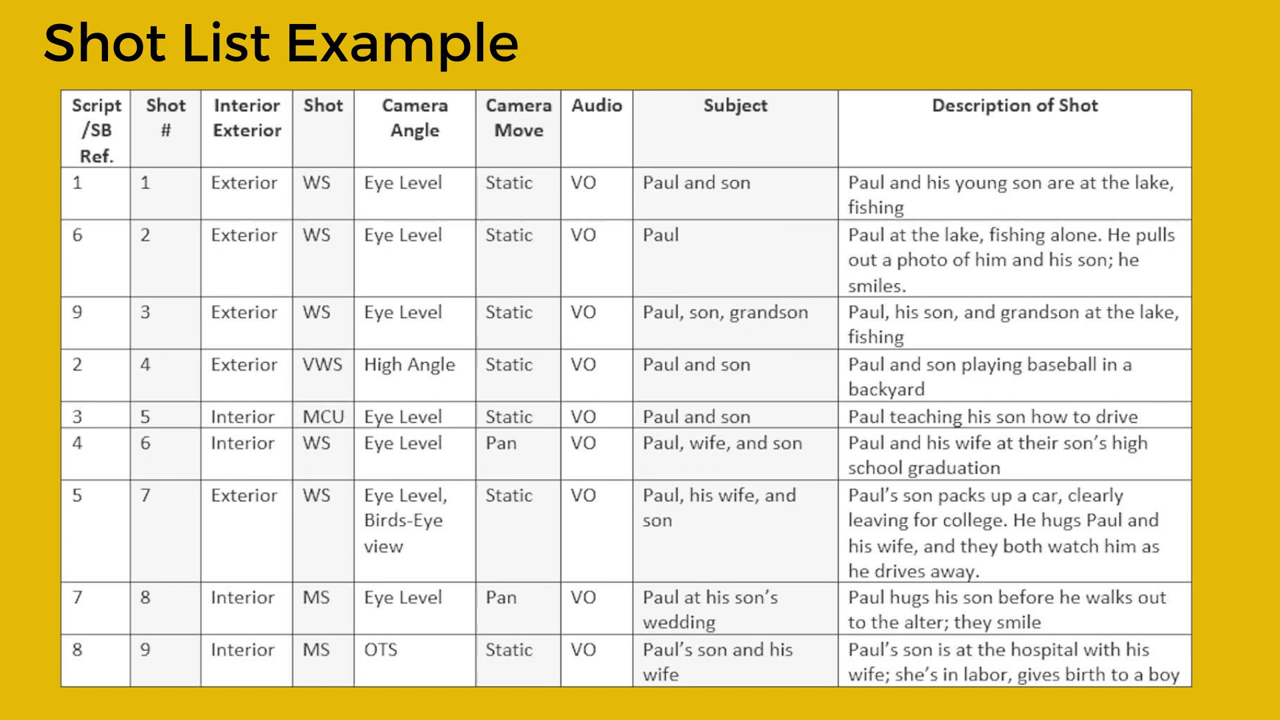 Shot List Example
Script /SB Ref. | Shot # | Interior Exterior | Shot | Camera Angle | Camera Move | Audio | Subject | Description of Shot
1 | 1 | Exterior | WS | Eye Level | Static | VO | Paul and son | Paul and his young son are at the lake, fishing
6 | 2 | Exterior | WS | Eye Level | Static | VO | Paul | Paul at the lake, fishing alone. He pulls out a photo of him and his son; he smiles.
9 | 3 | Exterior | WS | Eye Level | Static | VO | Paul, son, grandson | Paul, his son, and grandson at the lake, fishing
2 | 4 | Exterior | VWS | High Angle | Static | VO | Paul and son | Paul and son playing baseball in a backyard
3 | 5 | Interior | MCU | Eye Level | Static | VO | Paul and son | Paul teaching his son how to drive
4 | 6 | Interior | WS | Eye Level | Pan | VO | Paul, wife, and son | Paul and his wife at their son’s high school graduation
5 | 7 | Exterior | WS | Eye Level, Birds-Eye view | Static | VO | Paul, his wife, and son | Paul’s son packs up a car, clearly leaving for college. He hugs Paul and his wife, and they both watch him as he drives away.
7 | 8 | Interior | MS | Eye Level | Pan | VO | Paul at his son’s wedding | Paul hugs his son before he walks out to the alter; they smile
8 | 9 | Interior | MS | OTS | Static | VO | Paul’s son and his wife | Paul’s son is at the hospital with his wife; she’s in labor, gives birth to a boy